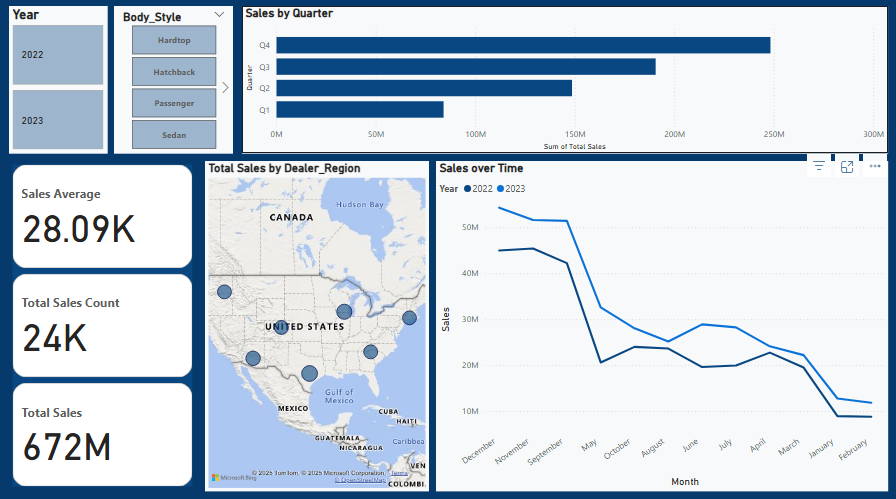 Year
2022
2023
Body_Style
Hardtop
Hatchback
Passenger
Sedan
Sales by Quarter
Quarter
Q4
Q3
Q2
Q1
0M 50M 100M 150M 200M 250M 300M
Sum of Total Sales
Sales Average
28.09K
Total Sales Count
24K
Total Sales
672M
Total Sales by Dealer_Region
Hudson Bay
CANADA
UNITED STATES
Gulf of
Mexico
MEXICO
CUBA
HAITI
GUATEMALA
NICARAGUA
Caribbea
VEN
COLOMBI
Microsoft Bing
© 2025 TomTom, © 2025 Microsoft Corporation, Terms
© OpenStreetMap
Sales over Time
Year 2022 2023
Sales
50M
40M
30M
20M
10M
December November September May October August June July April March January February
Month